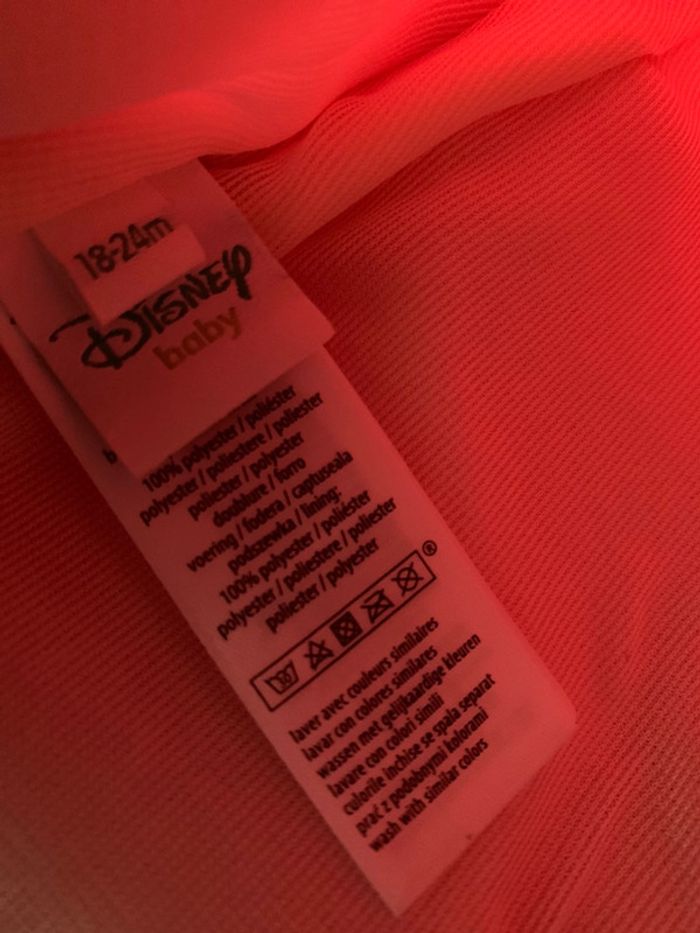 18-24m
DISNEY
baby
100% polyester / poliéster
polyester / poliestere / poliester
poliester / polyester
doublure / forro
voering / fodera / captuseala
podszewka / lining:
100% polyester / poliéster
polyester / poliestere / poliester
poliester / polyester
®
laver avec couleurs similaires
lavar con colores similares
wassen met gelijkaardige kleuren
lavare con colori simili
culorile inchise se spala separat
prać z podobnymi kolorami
wash with similar colors